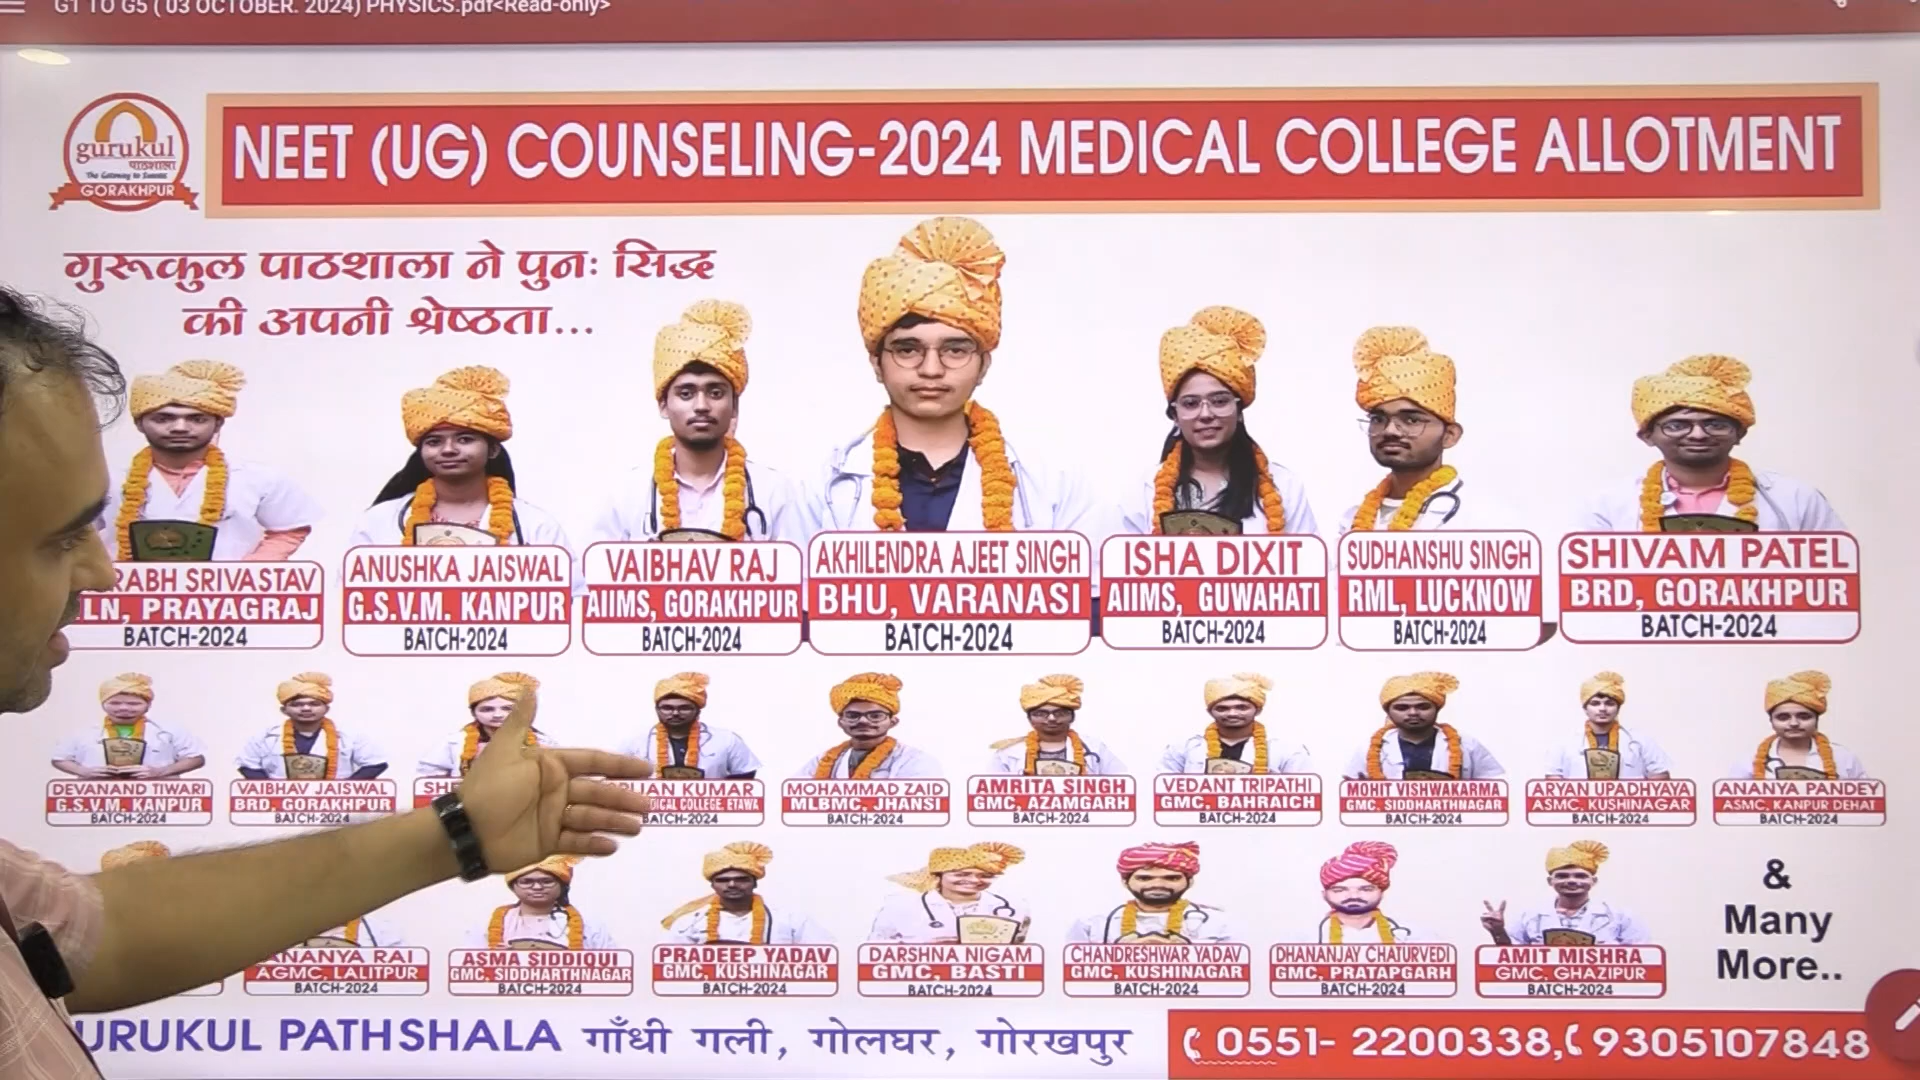 G1 TO G5 ( 03 OCTOBER. 2024) PHYSICS.pdf<Read-only>
gurukul
पाठशाला
The Gateway to Success
GORAKHPUR
NEET (UG) COUNSELING-2024 MEDICAL COLLEGE ALLOTMENT
गुरूकुल पाठशाला ने पुनः सिद्ध
की अपनी श्रेष्ठता...
RABH SRIVASTAV
LN, PRAYAGRAJ
BATCH-2024
ANUSHKA JAISWAL
G.S.V.M. KANPUR
BATCH-2024
VAIBHAV RAJ
AIIMS, GORAKHPUR
BATCH-2024
AKHILENDRA AJEET SINGH
BHU, VARANASI
BATCH-2024
ISHA DIXIT
AIIMS, GUWAHATI
BATCH-2024
SUDHANSHU SINGH
RML, LUCKNOW
BATCH-2024
SHIVAM PATEL
BRD, GORAKHPUR
BATCH-2024
DEVANAND TIWARI
G.S.V.M. KANPUR
BATCH-2024
VAIBHAV JAISWAL
BRD, GORAKHPUR
BATCH-2024
SHE
KUMAR
DICAL COLLEGE, ETAWA
BATCH-2024
MOHAMMAD ZAID
MLBMC, JHANSI
BATCH-2024
AMRITA SINGH
GMC, AZAMGARH
BATCH-2024
VEDANT TRIPATHI
GMC, BAHRAICH
BATCH-2024
MOHIT VISHWAKARMA
GMC, SIDDHARTHNAGAR
BATCH-2024
ARYAN UPADHYAYA
ASMC, KUSHINAGAR
BATCH-2024
ANANYA PANDEY
ASMC, KANPUR DEHAT
BATCH-2024
ANANYA RAI
AGMC, LALITPUR
BATCH-2024
ASMA SIDDIQUI
GMC, SIDDHARTHNAGAR
BATCH-2024
PRADEEP YADAV
GMC, KUSHINAGAR
BATCH-2024
DARSHNA NIGAM
GMC, BASTI
BATCH-2024
CHANDRESHWAR YADAV
GMC, KUSHINAGAR
BATCH-2024
DHANANJAY CHATURVEDI
GMC, PRATAPGARH
BATCH-2024
AMIT MISHRA
GMC, GHAZIPUR
BATCH-2024
&
Many
More..
URUKUL PATHSHALA गाँधी गली, गोलघर, गोरखपुर
0551- 2200338, 9305107848